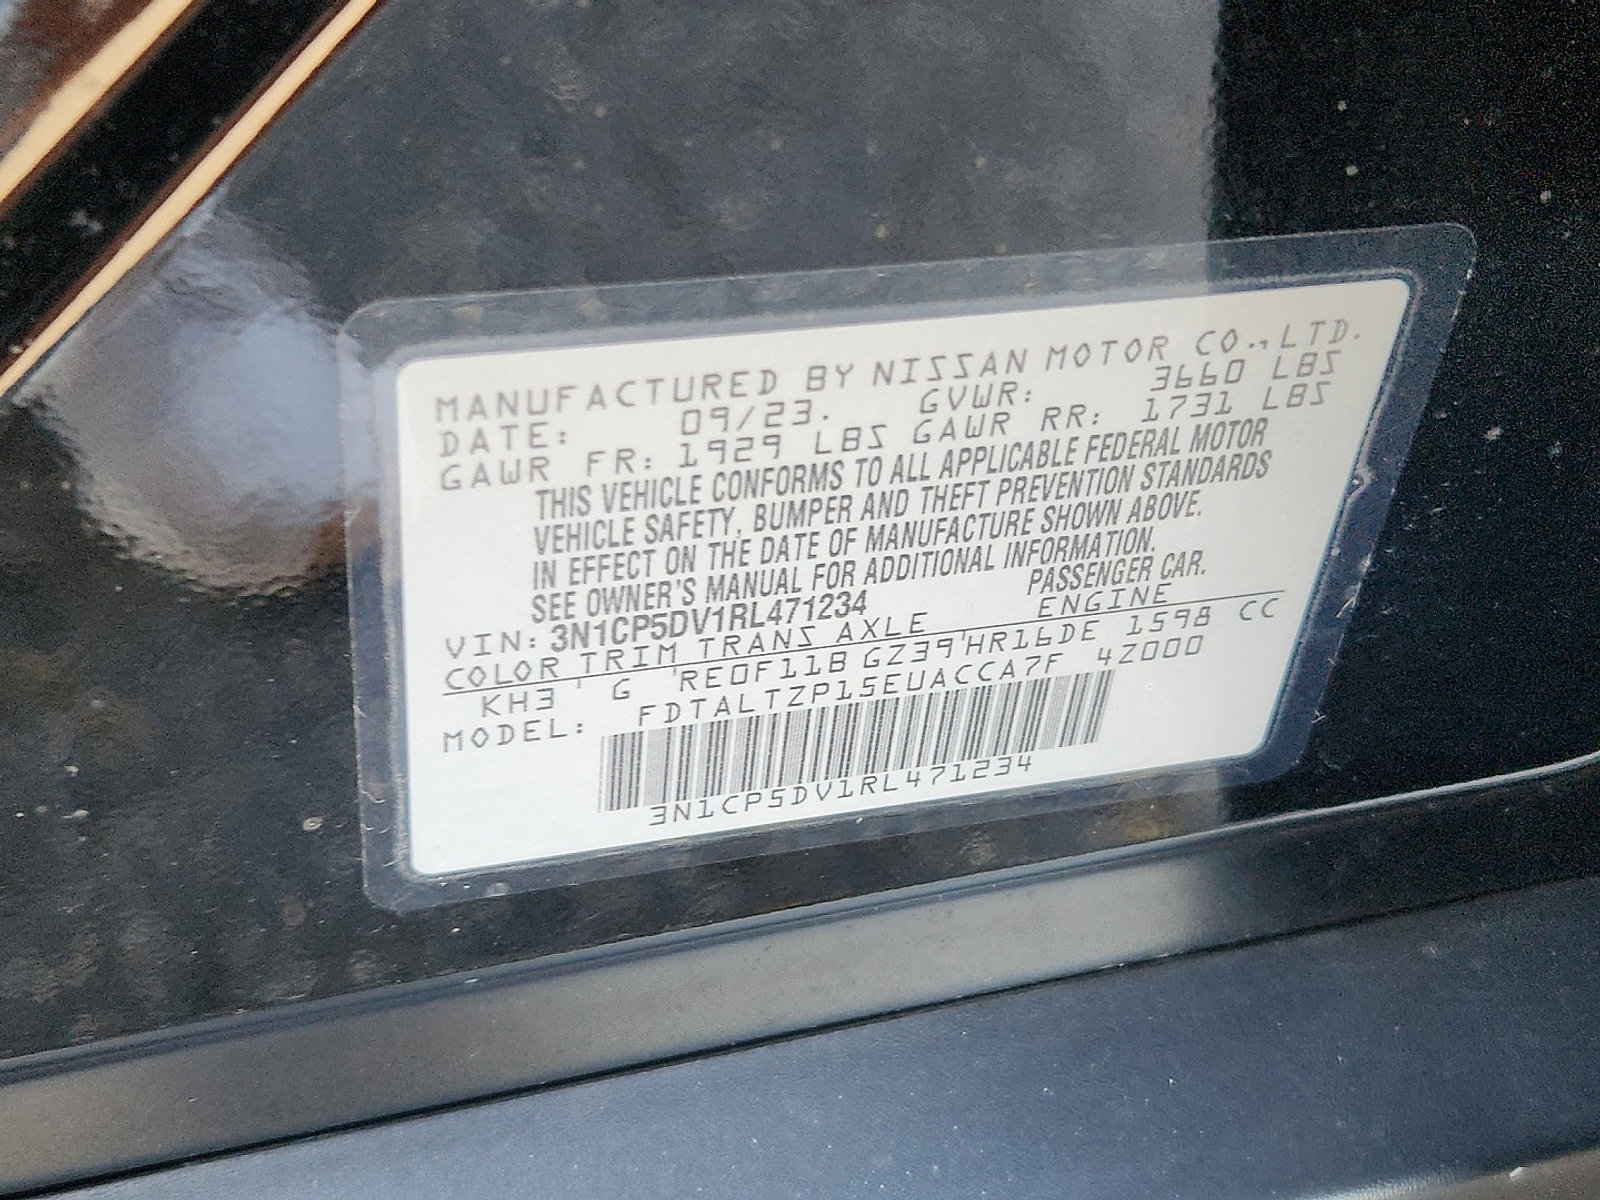 MANUFACTURED BY NISSAN MOTOR CO., LTD.
DATE: 09/23. GVWR: 3660 LBS
GAWR FR: 1929 LBS GAWR RR: 1731 LBS
THIS VEHICLE CONFORMS TO ALL APPLICABLE FEDERAL MOTOR
VEHICLE SAFETY, BUMPER AND THEFT PREVENTION STANDARDS
IN EFFECT ON THE DATE OF MANUFACTURE SHOWN ABOVE.
SEE OWNER'S MANUAL FOR ADDITIONAL INFORMATION.
VIN: 3N1CP5DV1RL471234 PASSENGER CAR.
COLOR TRIM TRANS AXLE ENGINE
KH3 ' G 'RE0F11B GZ39'HR16DE 1598 CC
MODEL: FDTALTZP15EUACCA7F 4Z000
3N1CP5DV1RL471234